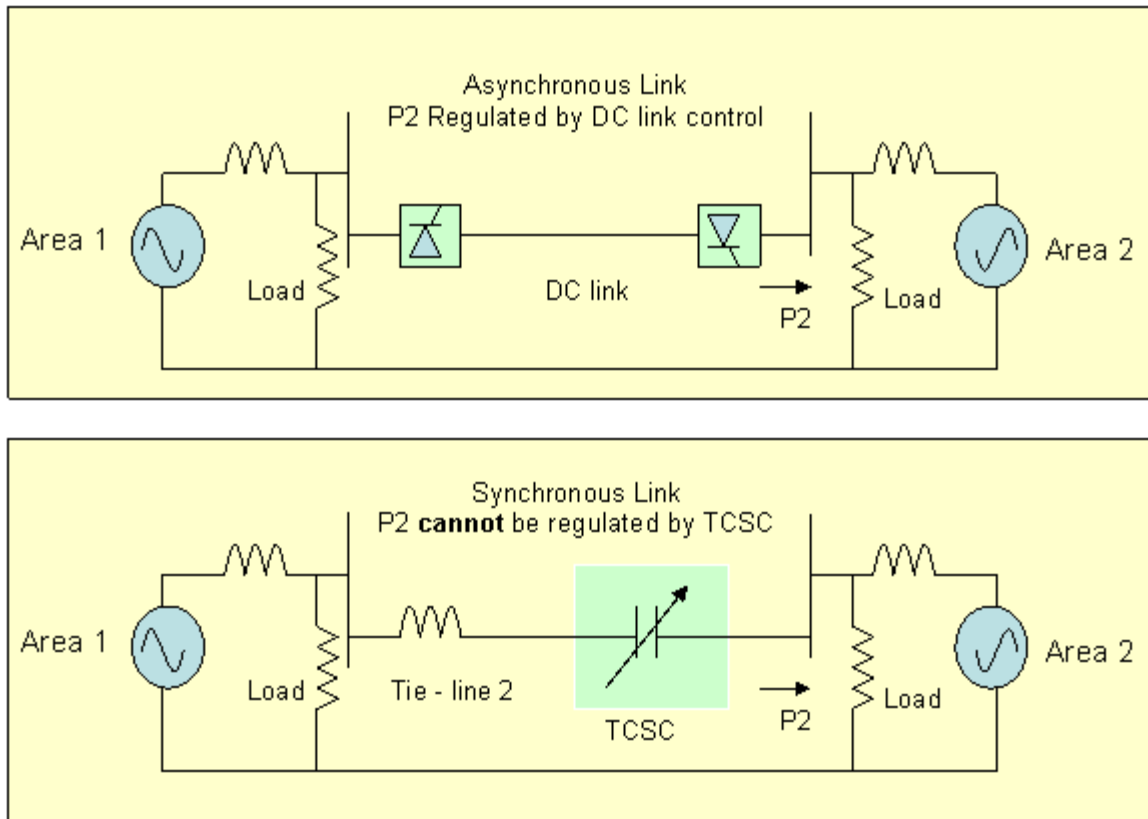 Asynchronous Link
P2 Regulated by DC link control
Area 1
Load
DC link
P2
Load
Area 2
Synchronous Link
P2 cannot be regulated by TCSC
Area 1
Load
Tie - line 2
TCSC
P2
Load
Area 2